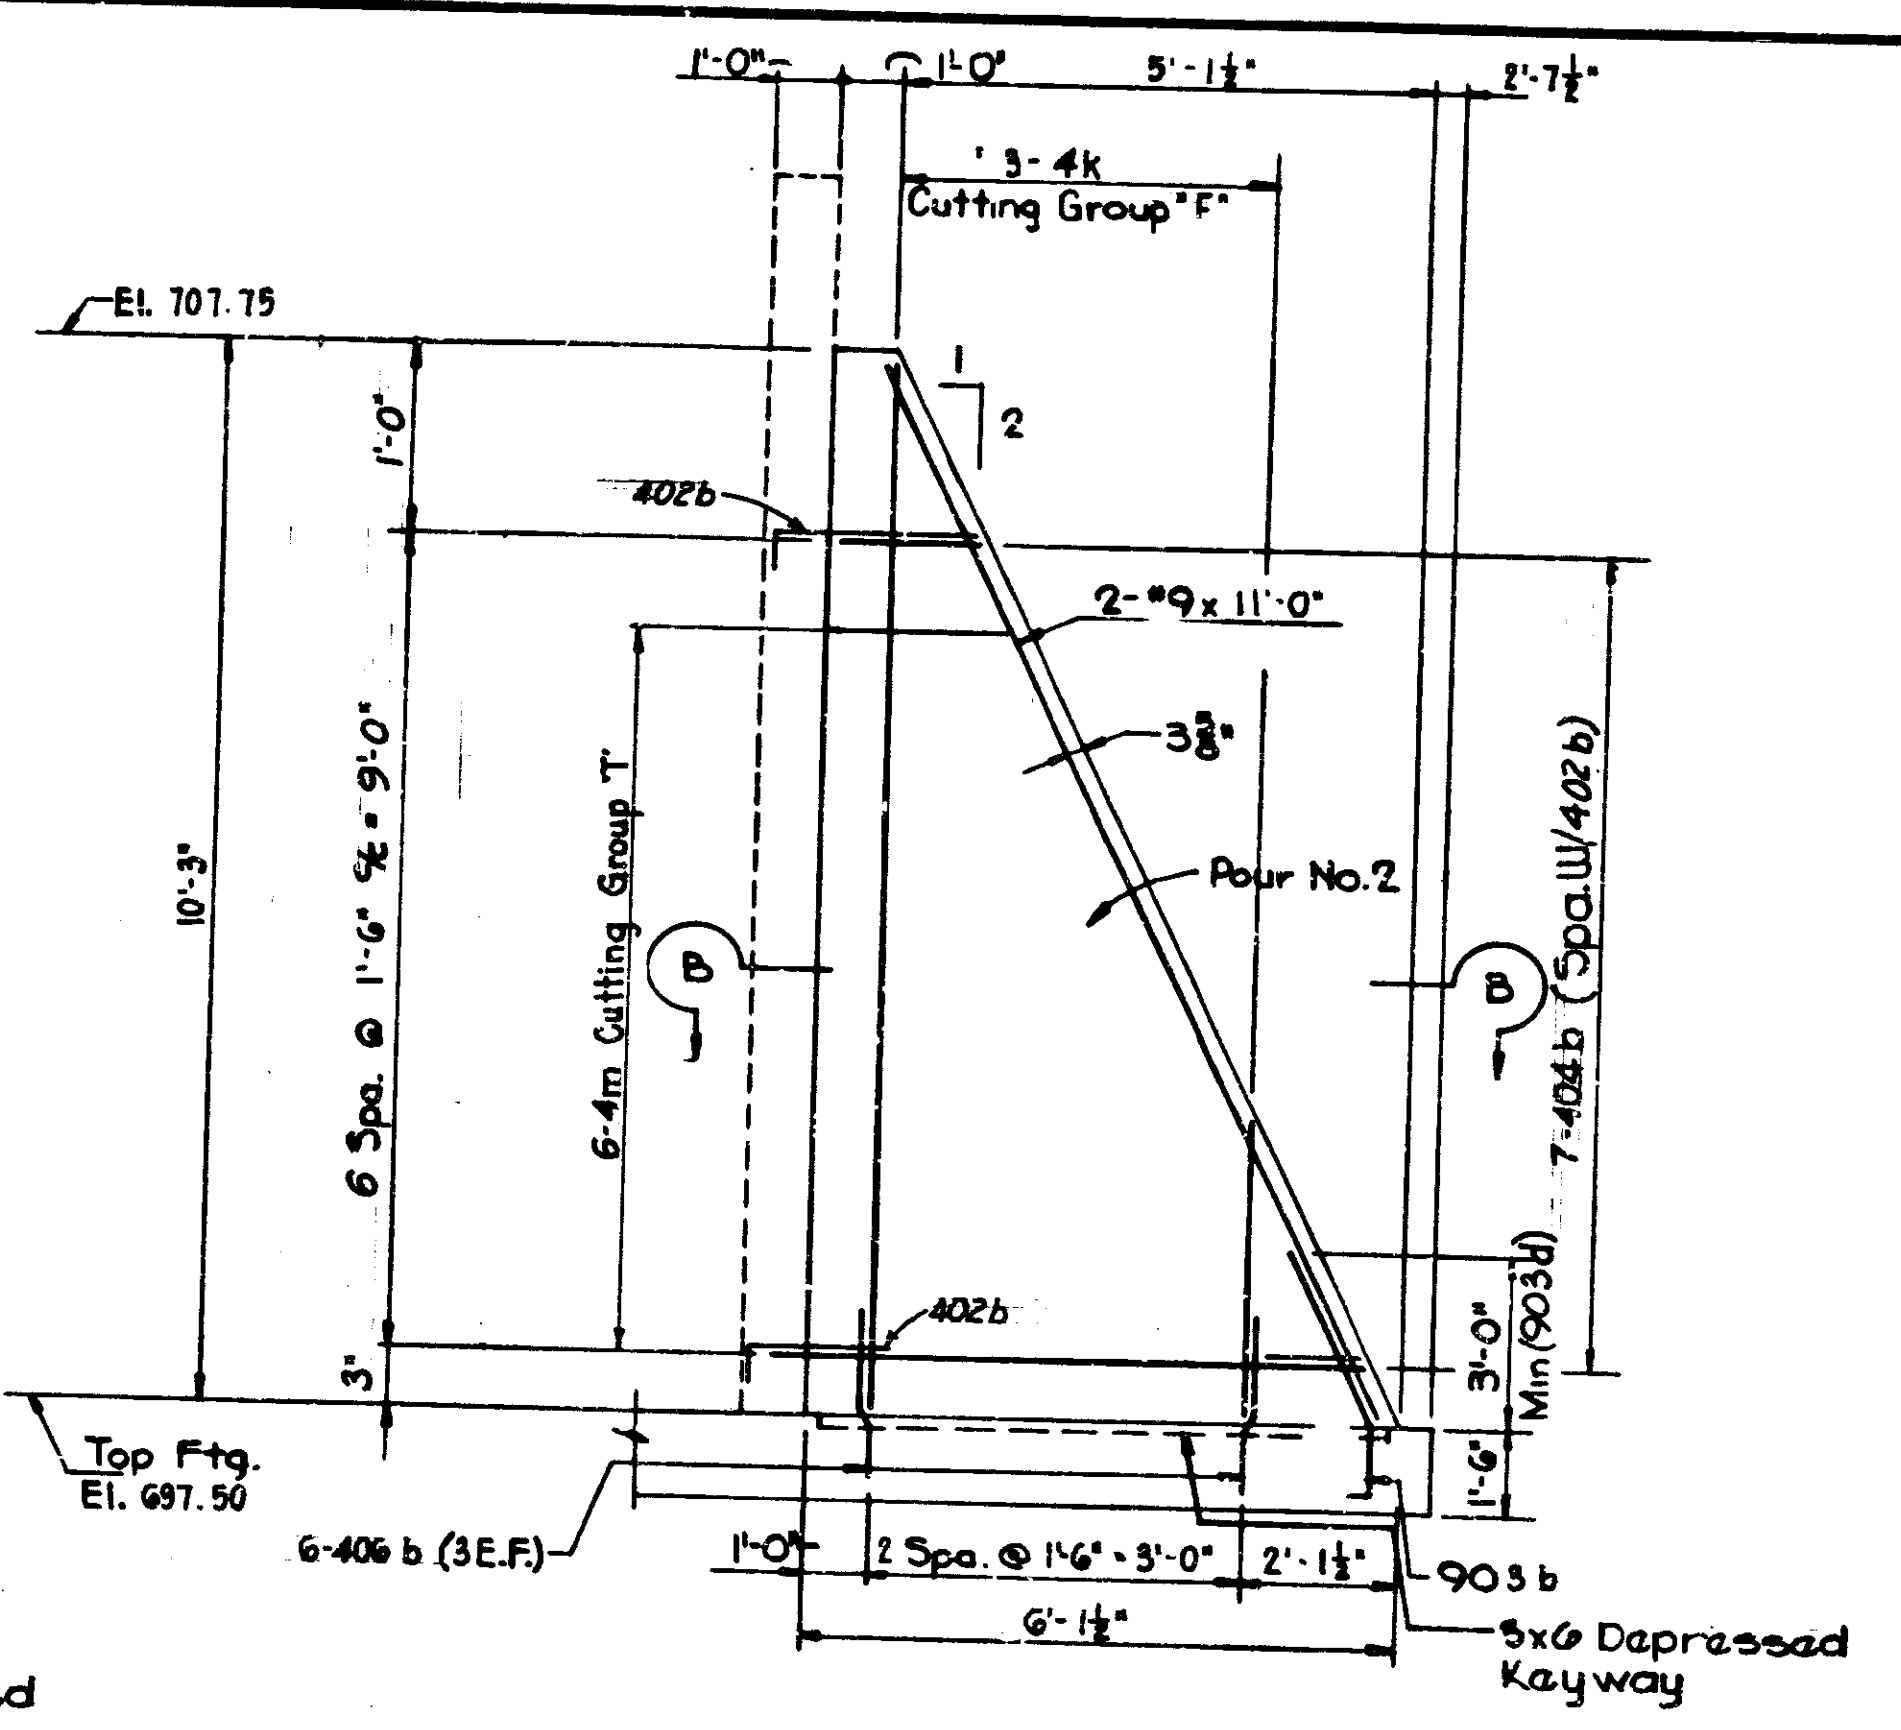 1'-0"
1'-0"
5'-1½"
2'-7½"
3-4k
Cutting Group "F"
El. 707.75
1
2
1'-0"
402b
2-#9 x 11'-0"
3⅝"
6 Spa. @ 1'-6" c/c = 9'-0"
10'-3"
6-4m Cutting Group "T"
Pour No. 2
B
B
7-404b (Spa. W/402b)
402b
3'-0"
Min (903d)
3"
Top Ftg.
El. 697.50
1'-6"
6-406 b (3 E.F.)
1'-0"
2 Spa. @ 1'-6" = 3'-0"
2'-1½"
903 b
6'-1½"
3x6 Depressed
Keyway